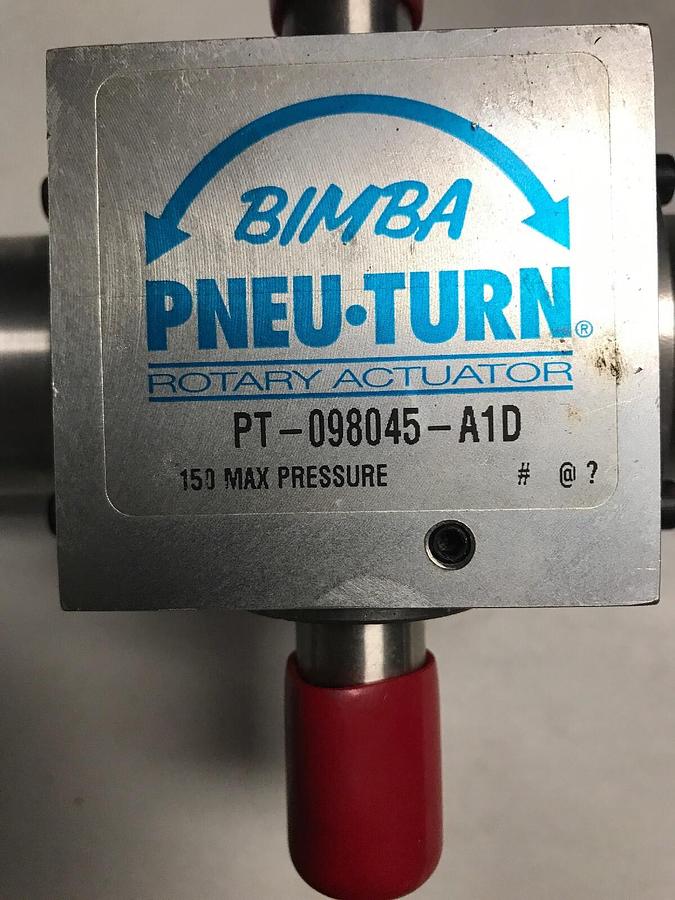 BIMBA
PNEU•TURN®
ROTARY ACTUATOR
PT-098045-A1D
150 MAX PRESSURE # @ ?